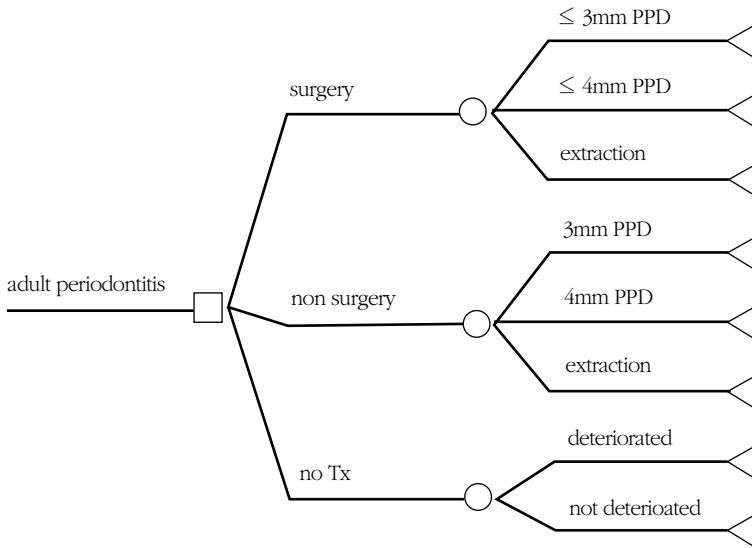 ≤ 3mm PPD
surgery
≤ 4mm PPD
extraction
3mm PPD
adult periodontitis
non surgery
4mm PPD
extraction
deteriorated
no Tx
not deterioated